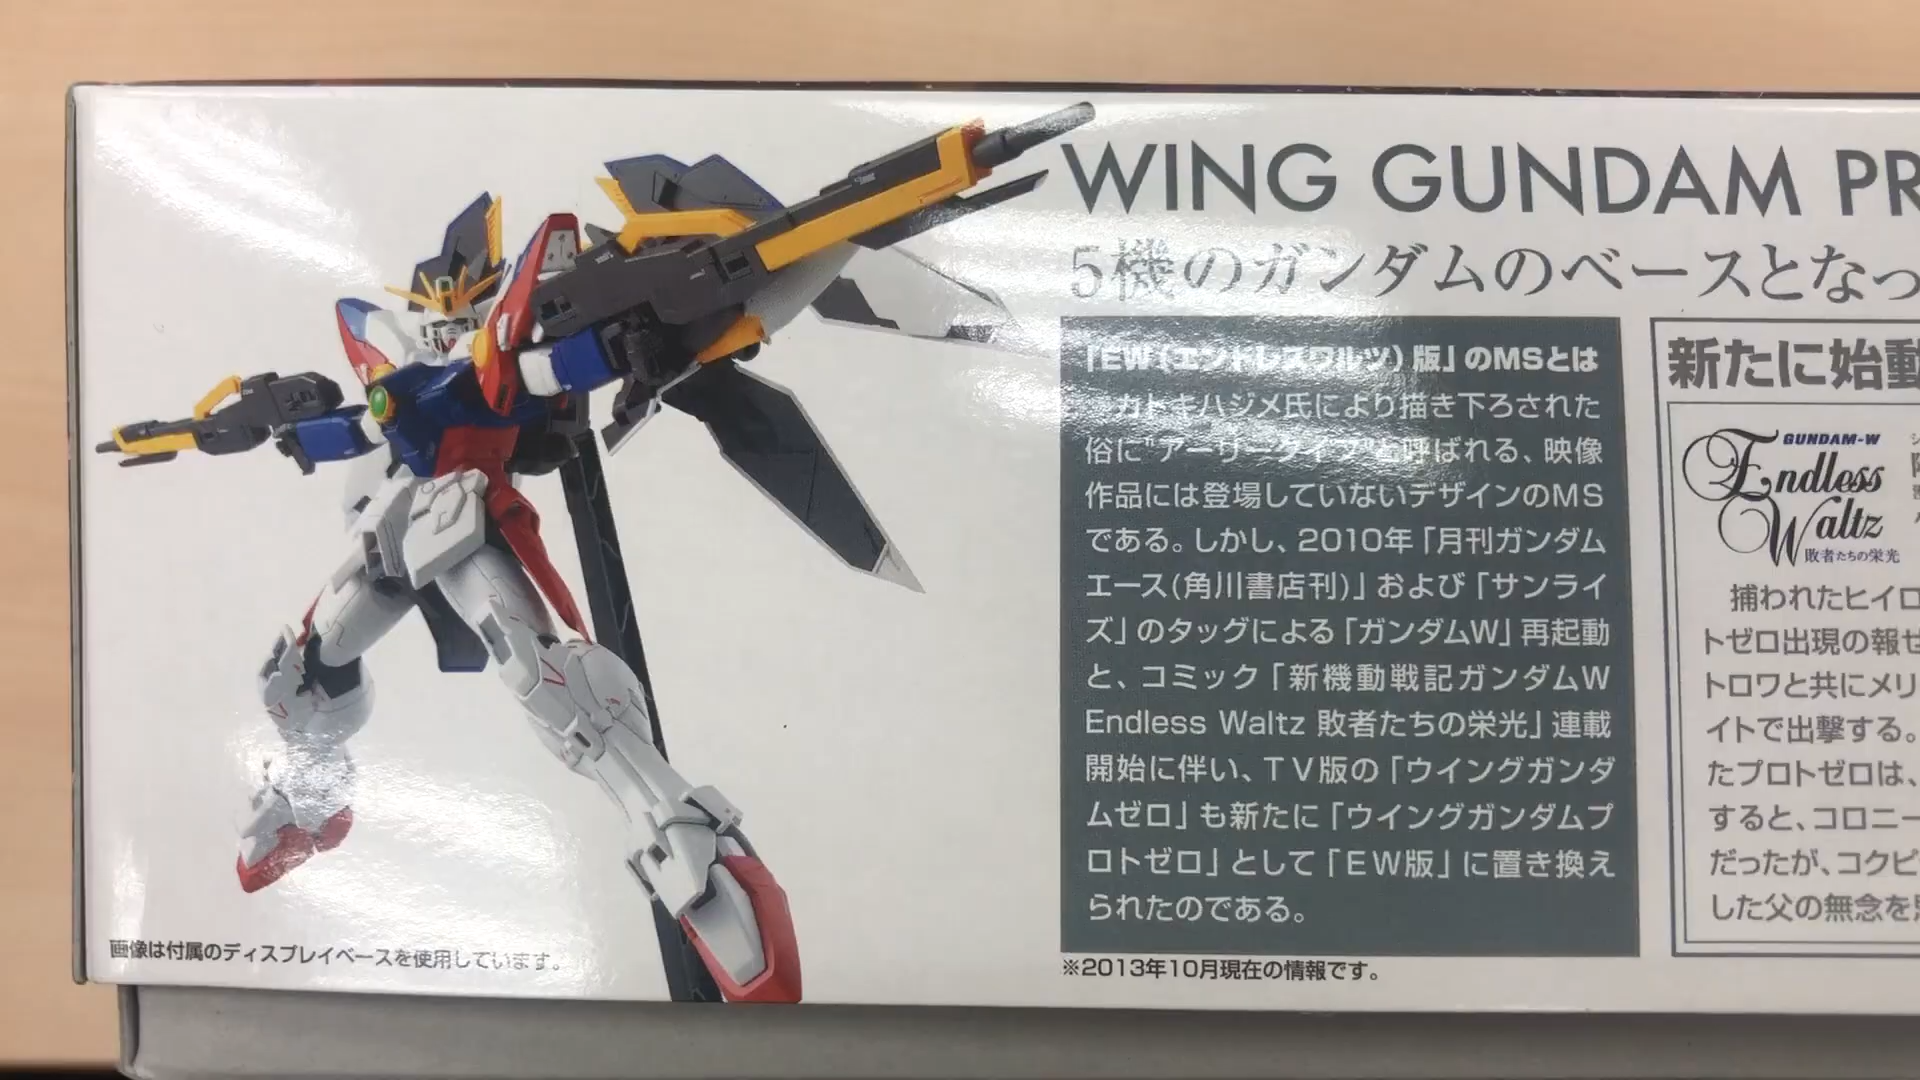 WING GUNDAM PR
5機のガンダムのベースとなっ
「EW(エンドレスワルツ)版」のMSとは
カトキハジメ氏により描き下ろされた
俗に"アーリータイプ"と呼ばれる、映像
作品には登場していないデザインのMS
である。しかし、2010年「月刊ガンダム
エース(角川書店刊)」および「サンライ
ズ」のタッグによる「ガンダムW」再起動
と、コミック「新機動戦記ガンダムW
Endless Waltz 敗者たちの栄光」連載
開始に伴い、TV版の「ウイングガンダ
ムゼロ」も新たに「ウイングガンダムプ
ロトゼロ」として「EW版」に置き換え
られたのである。
※2013年10月現在の情報です。
新たに始動
GUNDAM-W
Endless
Waltz
敗者たちの栄光
捕われたヒイロ
トゼロ出現の報せ
トロワと共にメリ
イトで出撃する。
たプロトゼロは、
すると、コロニー
だったが、コクピ
した父の無念を
画像は付属のディスプレイベースを使用しています。